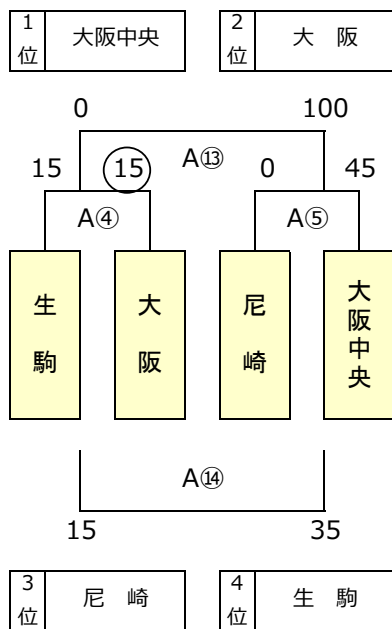 1位 大阪中央 2位 大 阪
0 100
A⑬
15 15 0 45
A④ A⑤
生駒 大阪 尼崎 大阪中央
A⑭
15 35
3位 尼 崎 4位 生 駒